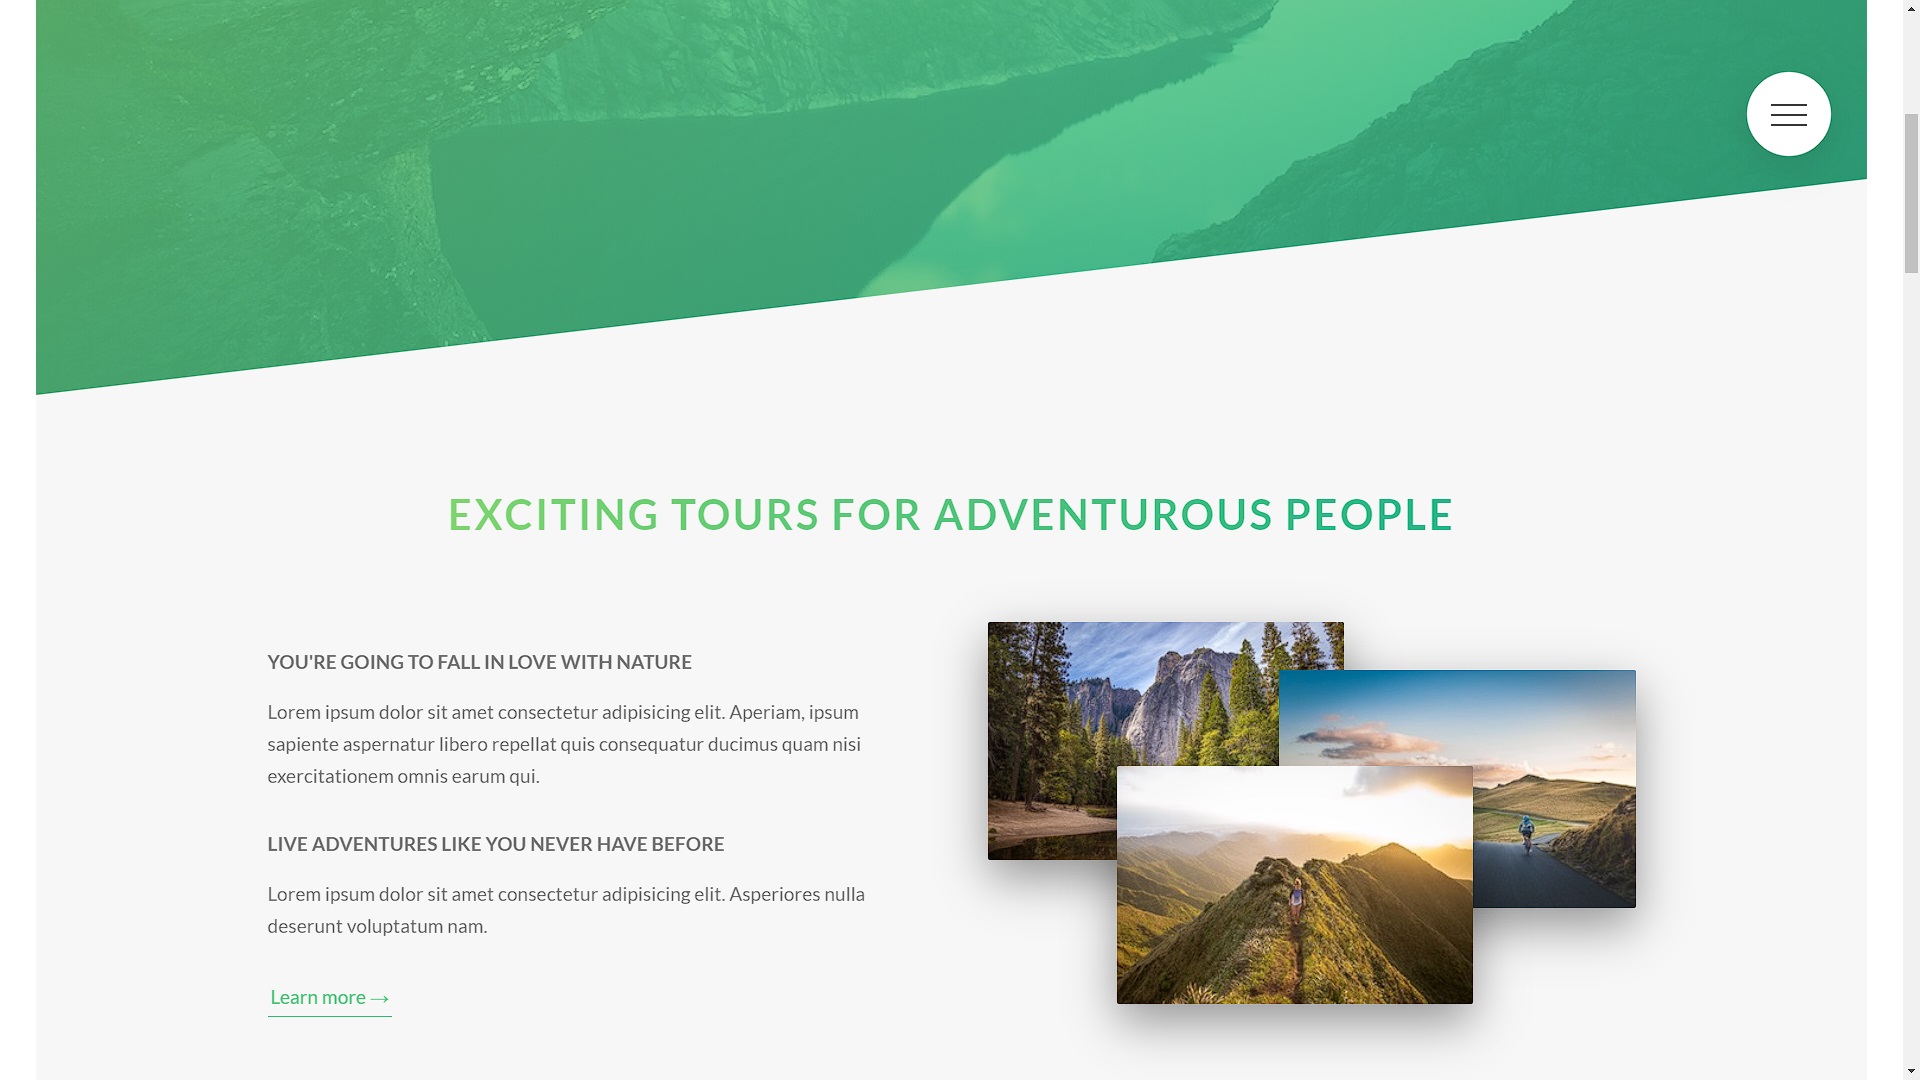 EXCITING TOURS FOR ADVENTUROUS PEOPLE
YOU'RE GOING TO FALL IN LOVE WITH NATURE
Lorem ipsum dolor sit amet consectetur adipisicing elit. Aperiam, ipsum
sapiente aspernatur libero repellat quis consequatur ducimus quam nisi
exercitationem omnis earum qui.
LIVE ADVENTURES LIKE YOU NEVER HAVE BEFORE
Lorem ipsum dolor sit amet consectetur adipisicing elit. Asperiores nulla
deserunt voluptatum nam.
Learn more →